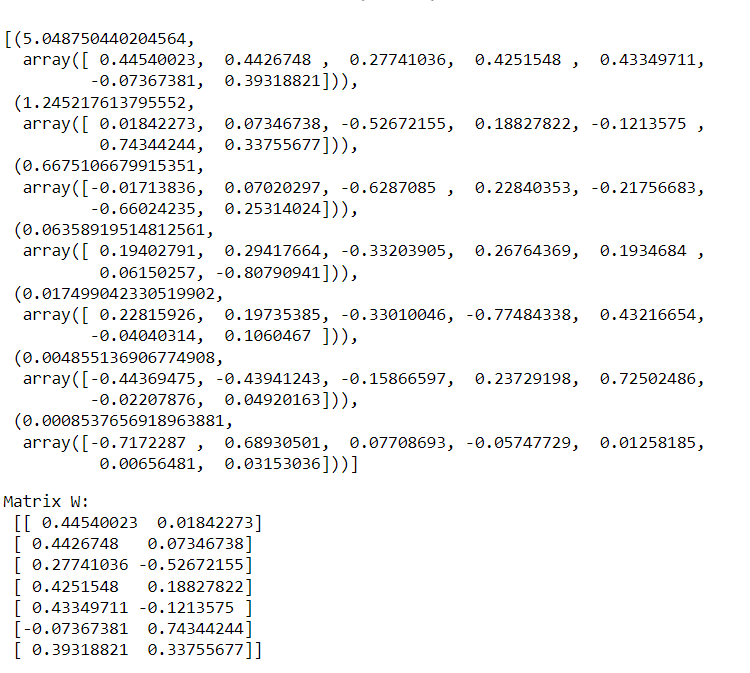 [(5.048750440204564,
  array([ 0.44540023,  0.4426748 ,  0.27741036,  0.4251548 ,  0.43349711,
         -0.07367381,  0.39318821])),
 (1.245217613795552,
  array([ 0.01842273,  0.07346738, -0.52672155,  0.18827822, -0.1213575 ,
          0.74344244,  0.33755677])),
 (0.6675106679915351,
  array([-0.01713836,  0.07020297, -0.6287085 ,  0.22840353, -0.21756683,
         -0.66024235,  0.25314024])),
 (0.06358919514812561,
  array([ 0.19402791,  0.29417664, -0.33203905,  0.26764369,  0.1934684 ,
          0.06150257, -0.80790941])),
 (0.017499042330519902,
  array([ 0.22815926,  0.19735385, -0.33010046, -0.77484338,  0.43216654,
         -0.04040314,  0.1060467 ])),
 (0.004855136906774908,
  array([-0.44369475, -0.43941243, -0.15866597,  0.23729198,  0.72502486,
         -0.02207876,  0.04920163])),
 (0.0008537656918963881,
  array([-0.7172287 ,  0.68930501,  0.07708693, -0.05747729,  0.01258185,
          0.00656481,  0.03153036]))]
Matrix W:
 [[ 0.44540023  0.01842273]
 [ 0.4426748   0.07346738]
 [ 0.27741036 -0.52672155]
 [ 0.4251548   0.18827822]
 [ 0.43349711 -0.1213575 ]
 [-0.07367381  0.74344244]
 [ 0.39318821  0.33755677]]